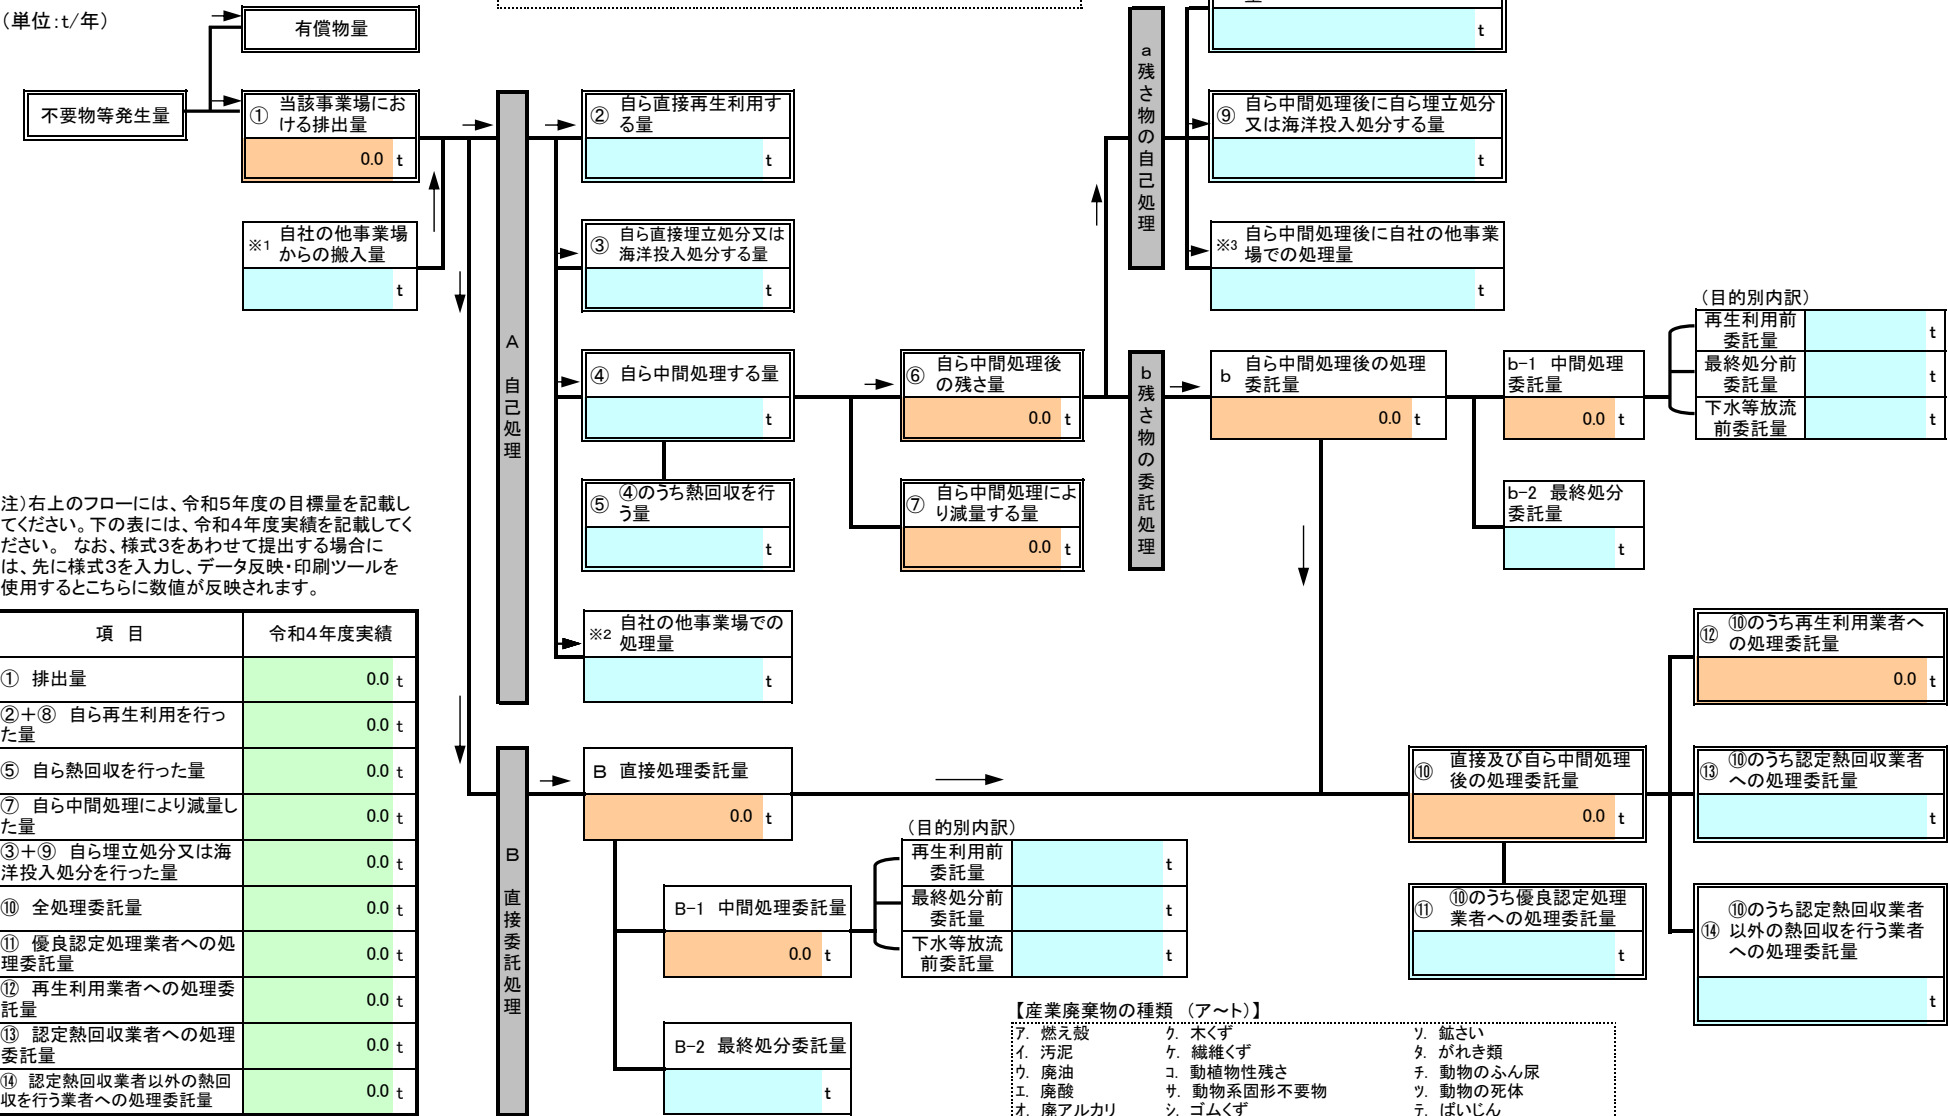 （単位：t/年）
有償物量
不要物等発生量
① 当該事業場にお
ける排出量
0.0 t
※1 自社の他事業場
からの搬入量
t
A 自己処理
② 自ら直接再生利用す
る量
t
③ 自ら直接埋立処分又は
海洋投入処分する量
t
④ 自ら中間処理する量
t
⑤ ④のうち熱回収を行
う量
t
※2 自社の他事業場での
処理量
t
⑥ 自ら中間処理後
の残さ量
0.0 t
⑦ 自ら中間処理によ
り減量する量
0.0 t
a 残さ物の自己処理
t
⑨ 自ら中間処理後に自ら埋立処分
又は海洋投入処分する量
t
※3 自ら中間処理後に自社の他事業
場での処理量
t
b 残さ物の委託処理
b 自ら中間処理後の処理
委託量
0.0 t
b-1 中間処理
委託量
0.0 t
b-2 最終処分
委託量
t
（目的別内訳）
再生利用前
委託量
t
最終処分前
委託量
t
下水等放流
前委託量
t
注）右上のフローには、令和５年度の目標量を記載し
てください。下の表には、令和４年度実績を記載してく
ださい。 なお、様式３をあわせて提出する場合に
は、先に様式３を入力し、データ反映・印刷ツールを
使用するとこちらに数値が反映されます。
項 目 令和４年度実績
① 排出量 0.0 t
②＋⑧ 自ら再生利用を行っ
た量 0.0 t
⑤ 自ら熱回収を行った量 0.0 t
⑦ 自ら中間処理により減量し
た量 0.0 t
③＋⑨ 自ら埋立処分又は海
洋投入処分を行った量 0.0 t
⑩ 全処理委託量 0.0 t
⑪ 優良認定処理業者への処
理委託量 0.0 t
⑫ 再生利用業者への処理委
託量 0.0 t
⑬ 認定熱回収業者への処理
委託量 0.0 t
⑭ 認定熱回収業者以外の熱回
収を行う業者への処理委託量 0.0 t
B 直接委託処理
B 直接処理委託量
0.0 t
B-1 中間処理委託量
0.0 t
B-2 最終処分委託量
t
（目的別内訳）
再生利用前
委託量
t
最終処分前
委託量
t
下水等放流
前委託量
t
⑩ 直接及び自ら中間処理
後の処理委託量
0.0 t
⑪ ⑩のうち優良認定処理
業者への処理委託量
t
⑫ ⑩のうち再生利用業者へ
の処理委託量
0.0 t
⑬ ⑩のうち認定熱回収業者
への処理委託量
t
⑭ ⑩のうち認定熱回収業者
以外の熱回収を行う業者
への処理委託量
t
【産業廃棄物の種類 （ア～ト）】
ア. 燃え殻 ク. 木くず ソ. 鉱さい
イ. 汚泥 ケ. 繊維くず タ. がれき類
ウ. 廃油 コ. 動植物性残さ チ. 動物のふん尿
エ. 廃酸 サ. 動物系固形不要物 ツ. 動物の死体
オ. 廃アルカリ シ. ゴムくず テ. ばいじん